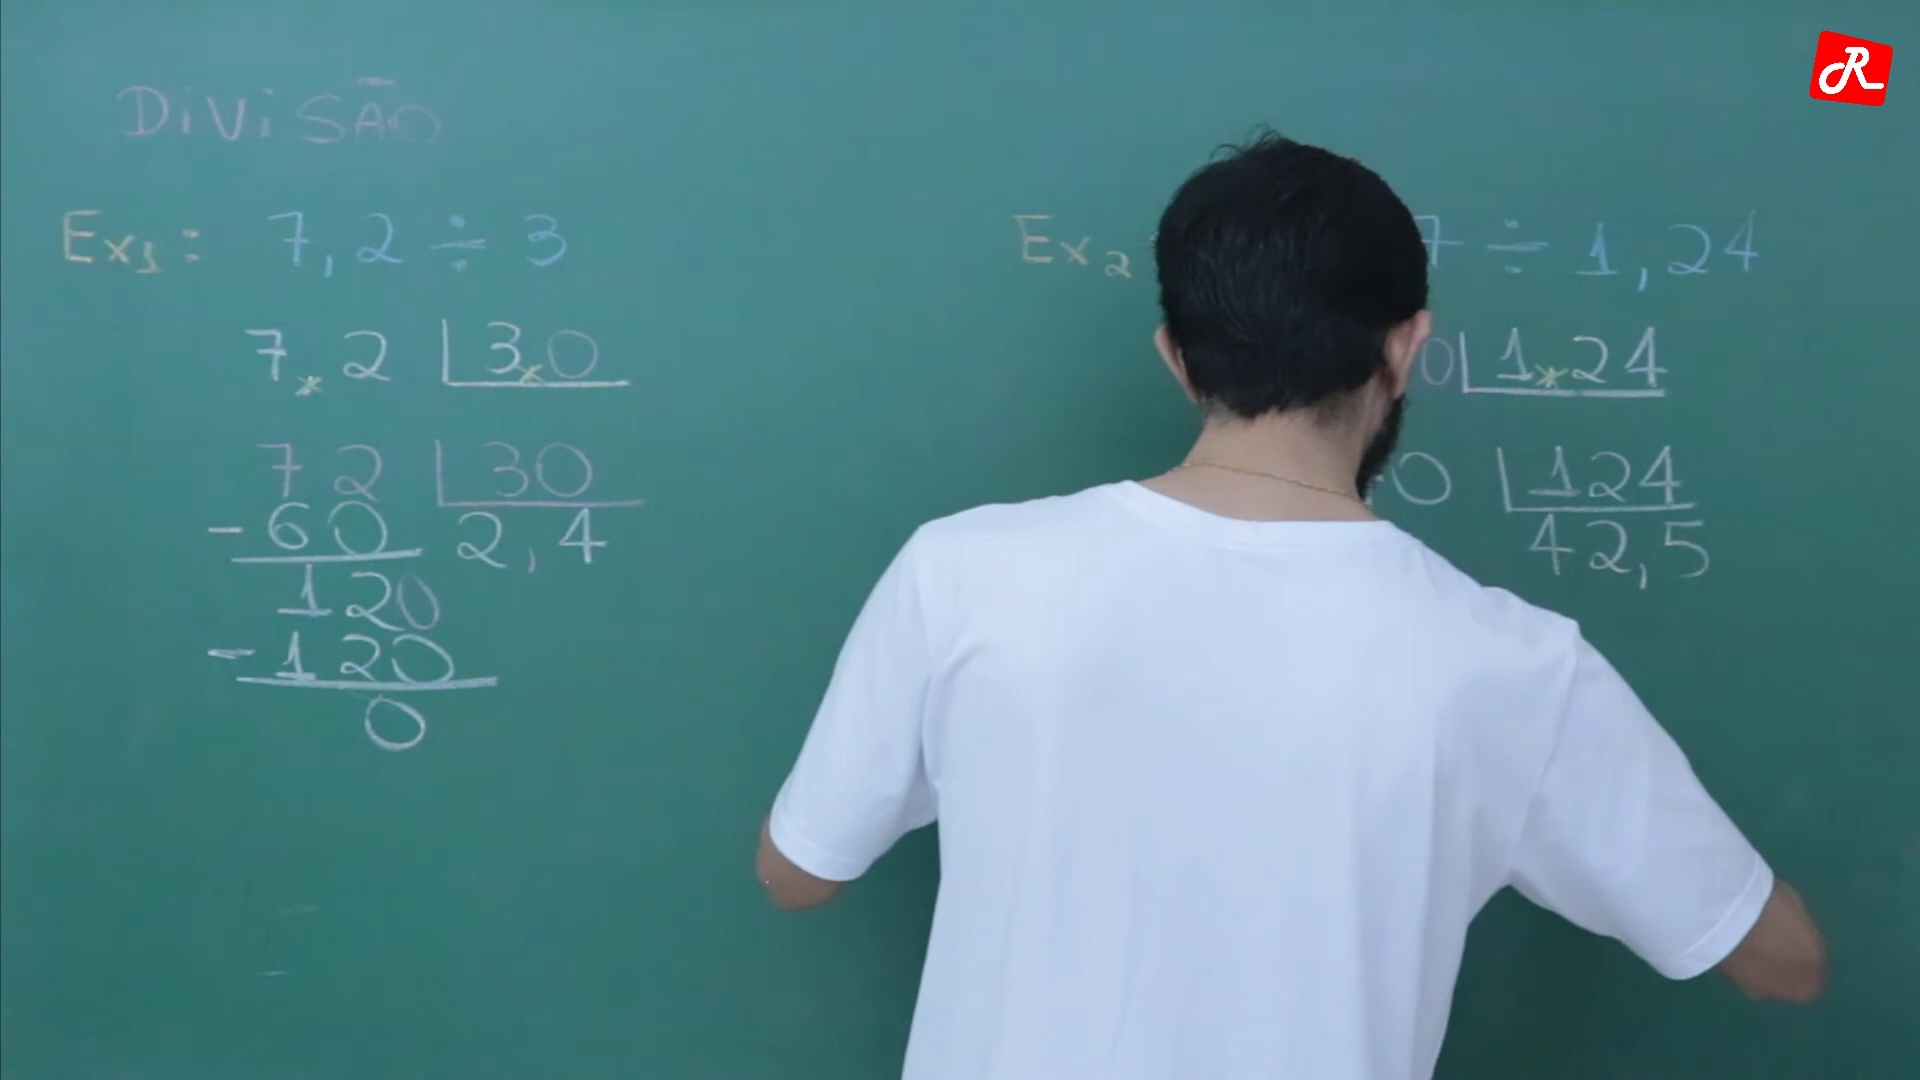 DiViSÃO
Ex1: 7,2 ÷ 3
7,2 30
72 30
-60 2,4
120
-120
0
Ex2 7 ÷ 1,24
0 1,24
0 124
42,5
R